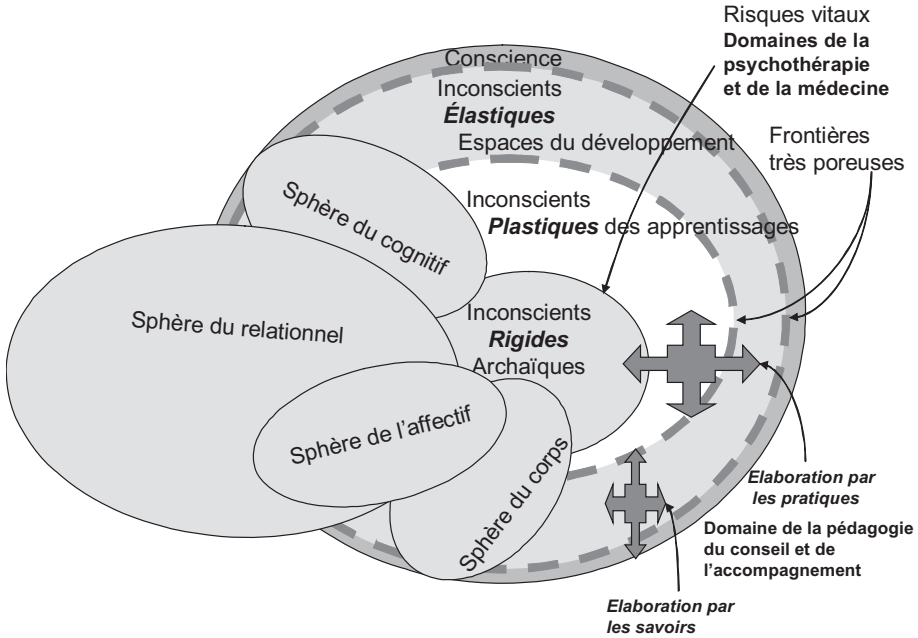 Risques vitaux
Domaines de la
psychothérapie
et de la médecine
Conscience
Inconscients
Élastiques
Espaces du développement
Frontières
très poreuses
Inconscients
Plastiques des apprentissages
Sphère du cognitif
Sphère du relationnel
Inconscients
Rigides
Archaïques
Sphère de l'affectif
Sphère du corps
Elaboration par
les pratiques
Domaine de la pédagogie
du conseil et de
l'accompagnement
Elaboration par
les savoirs